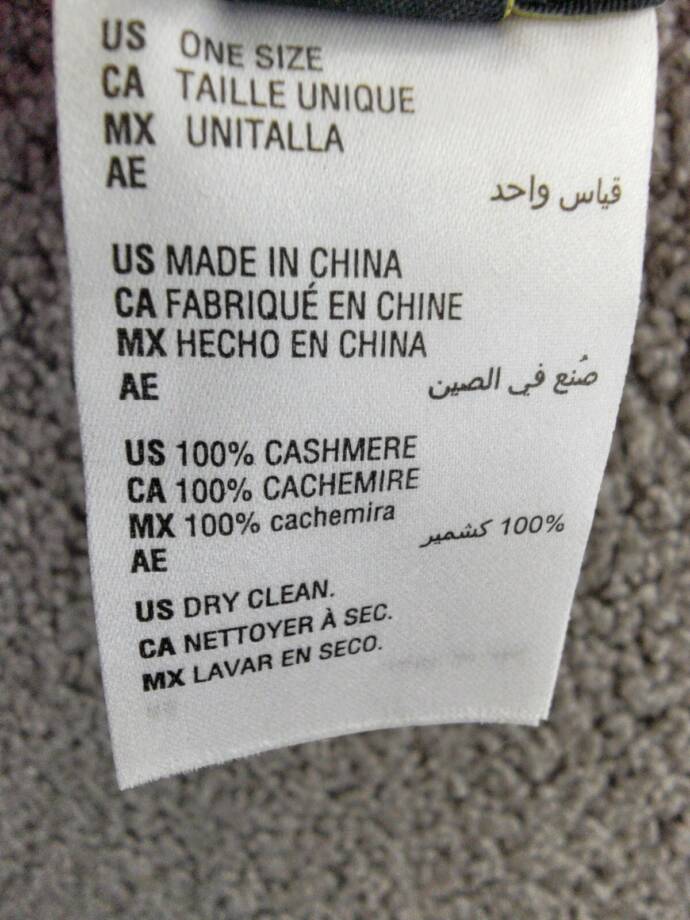 US ONE SIZE
CA TAILLE UNIQUE
MX UNITALLA
AE
قياس واحد
US MADE IN CHINA
CA FABRIQUÉ EN CHINE
MX HECHO EN CHINA
AE
صُنع في الصين
US 100% CASHMERE
CA 100% CACHEMIRE
MX 100% cachemira
AE
100% كشمير
US DRY CLEAN.
CA NETTOYER À SEC.
MX LAVAR EN SECO.